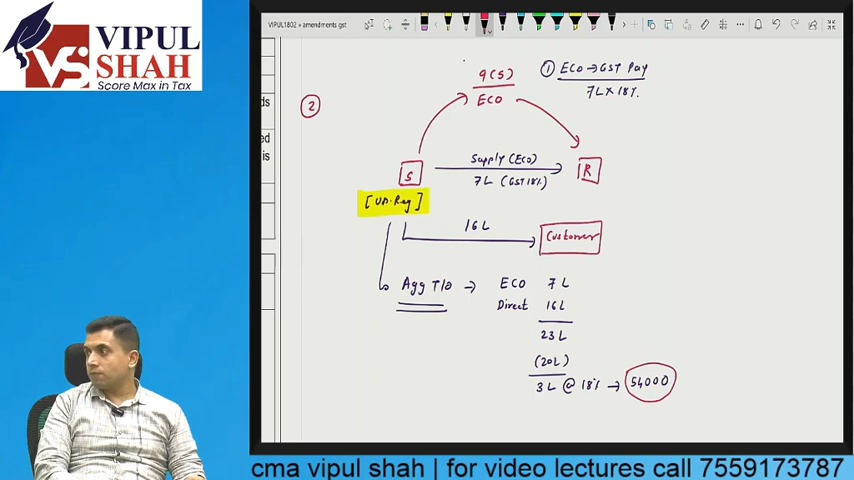 VIPUL1802 + amendments gst
VIPUL
SHAH
VS
Score Max in Tax
ds
ed
is
②
9(5)
ECO
① ECO → GST Pay
7L × 18%
S
Supply (ECO)
7L (GST 18%)
R
[un.Reg]
16L
Customer
Agg T/O → ECO 7L
Direct 16L
23L
(20L)
3L @ 18% → 54000
cma vipul shah | for video lectures call 7559173787